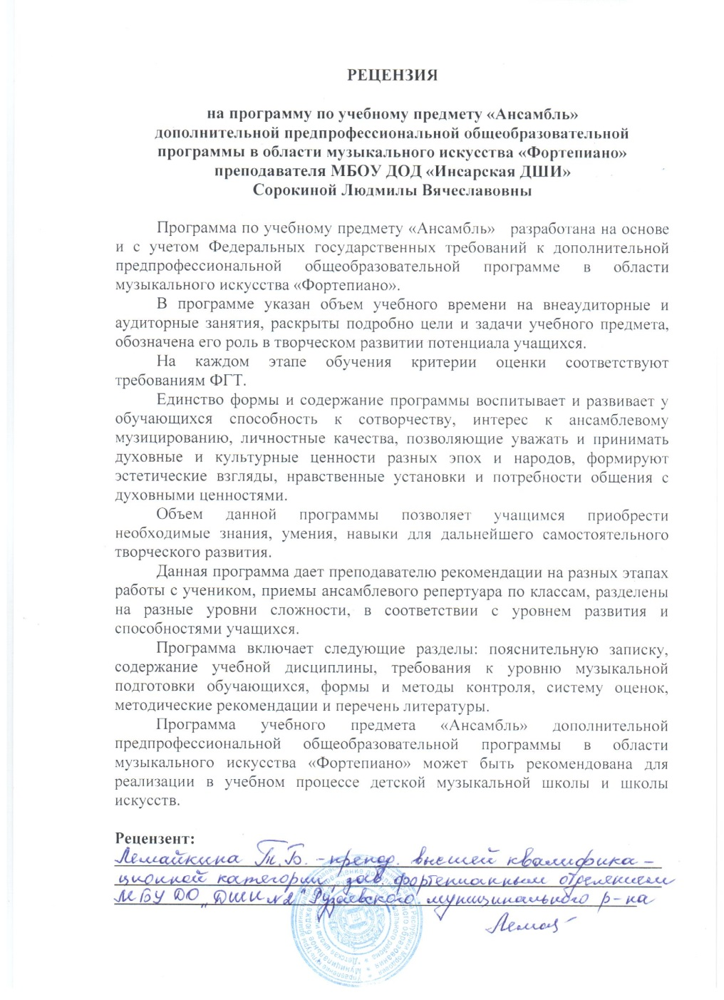 РЕЦЕНЗИЯ
на программу по учебному предмету «Ансамбль»
дополнительной предпрофессиональной общеобразовательной
программы в области музыкального искусства «Фортепиано»
преподавателя МБОУ ДОД «Инсарская ДШИ»
Сорокиной Людмилы Вячеславовны
Программа по учебному предмету «Ансамбль» разработана на основе
и с учетом Федеральных государственных требований к дополнительной
предпрофессиональной общеобразовательной программе в области
музыкального искусства «Фортепиано».
В программе указан объем учебного времени на внеаудиторные и
аудиторные занятия, раскрыты подробно цели и задачи учебного предмета,
обозначена его роль в творческом развитии потенциала учащихся.
На каждом этапе обучения критерии оценки соответствуют
требованиям ФГТ.
Единство формы и содержание программы воспитывает и развивает у
обучающихся способность к сотворчеству, интерес к ансамблевому
музицированию, личностные качества, позволяющие уважать и принимать
духовные и культурные ценности разных эпох и народов, формируют
эстетические взгляды, нравственные установки и потребности общения с
духовными ценностями.
Объем данной программы позволяет учащимся приобрести
необходимые знания, умения, навыки для дальнейшего самостоятельного
творческого развития.
Данная программа дает преподавателю рекомендации на разных этапах
работы с учеником, приемы ансамблевого репертуара по классам, разделены
на разные уровни сложности, в соответствии с уровнем развития и
способностями учащихся.
Программа включает следующие разделы: пояснительную записку,
содержание учебной дисциплины, требования к уровню музыкальной
подготовки обучающихся, формы и методы контроля, систему оценок,
методические рекомендации и перечень литературы.
Программа учебного предмета «Ансамбль» дополнительной
предпрофессиональной общеобразовательной программы в области
музыкального искусства «Фортепиано» может быть рекомендована для
реализации в учебном процессе детской музыкальной школы и школы
искусств.
Рецензент:
Лемайкина Т.Б. - препод. высшей квалифика -
ционной категории, зав. фортепианным отделением
МБУ ДО „ДШИ №2" Рузаевского муниципального р-на